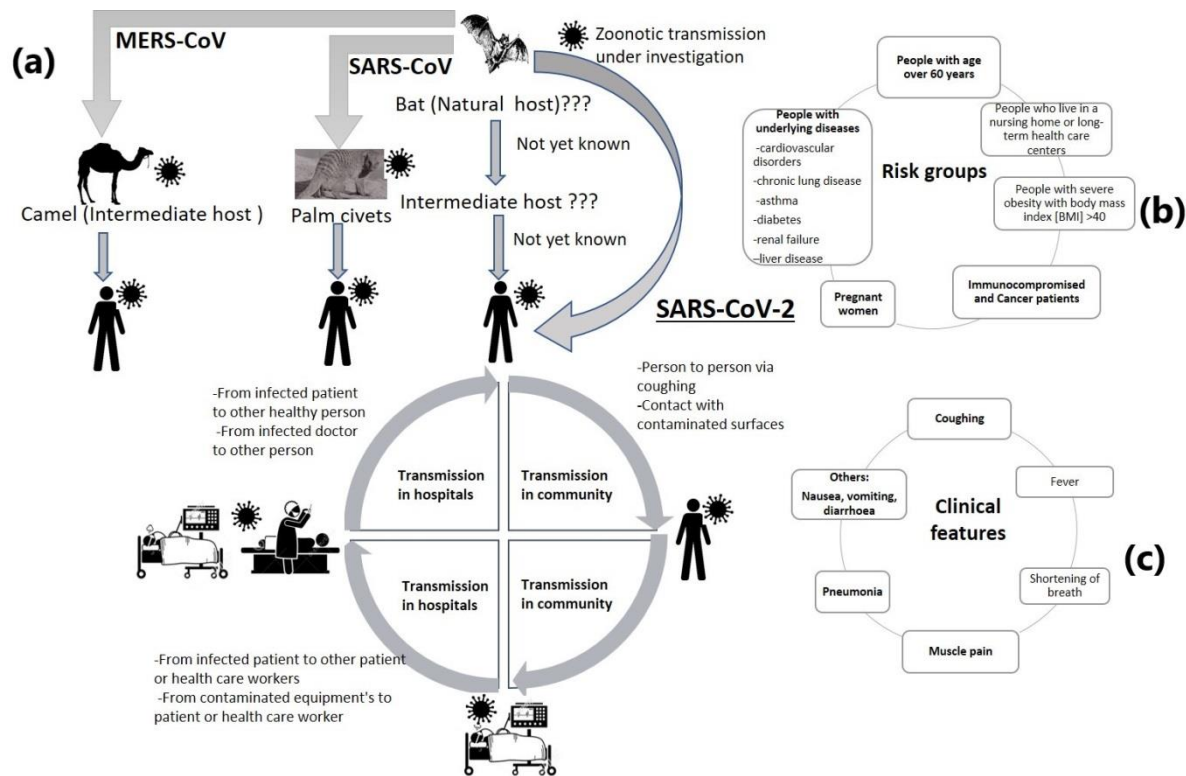 (a)
MERS-CoV
SARS-CoV
Zoonotic transmission
under investigation
Bat (Natural host)???
Not yet known
Camel (Intermediate host )
Palm civets
Intermediate host ???
Not yet known
SARS-CoV-2
-From infected patient
to other healthy person
-From infected doctor
to other person
-Person to person via
coughing
-Contact with
contaminated surfaces
Transmission
in hospitals
Transmission
in community
Transmission
in hospitals
Transmission
in community
-From infected patient to other patient
or health care workers
-From contaminated equipment's to
patient or health care worker
(b)
Risk groups
People with age
over 60 years
People who live in a
nursing home or long-
term health care
centers
People with severe
obesity with body mass
index [BMI] >40
Immunocompromised
and Cancer patients
Pregnant
women
People with
underlying diseases
-cardiovascular
disorders
-chronic lung disease
-asthma
-diabetes
-renal failure
–liver disease
(c)
Clinical
features
Coughing
Fever
Shortening of
breath
Muscle pain
Pneumonia
Others:
Nausea, vomiting,
diarrhoea